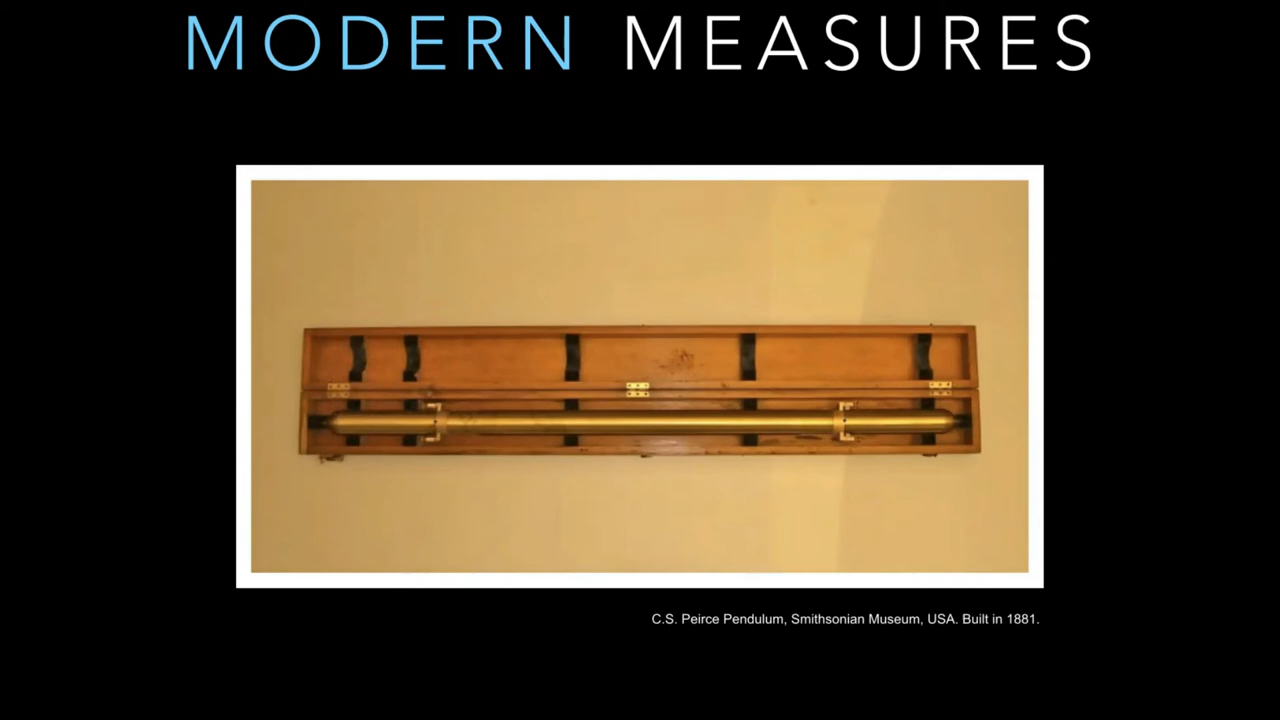 MODERN MEASURES
C.S. Peirce Pendulum, Smithsonian Museum, USA. Built in 1881.